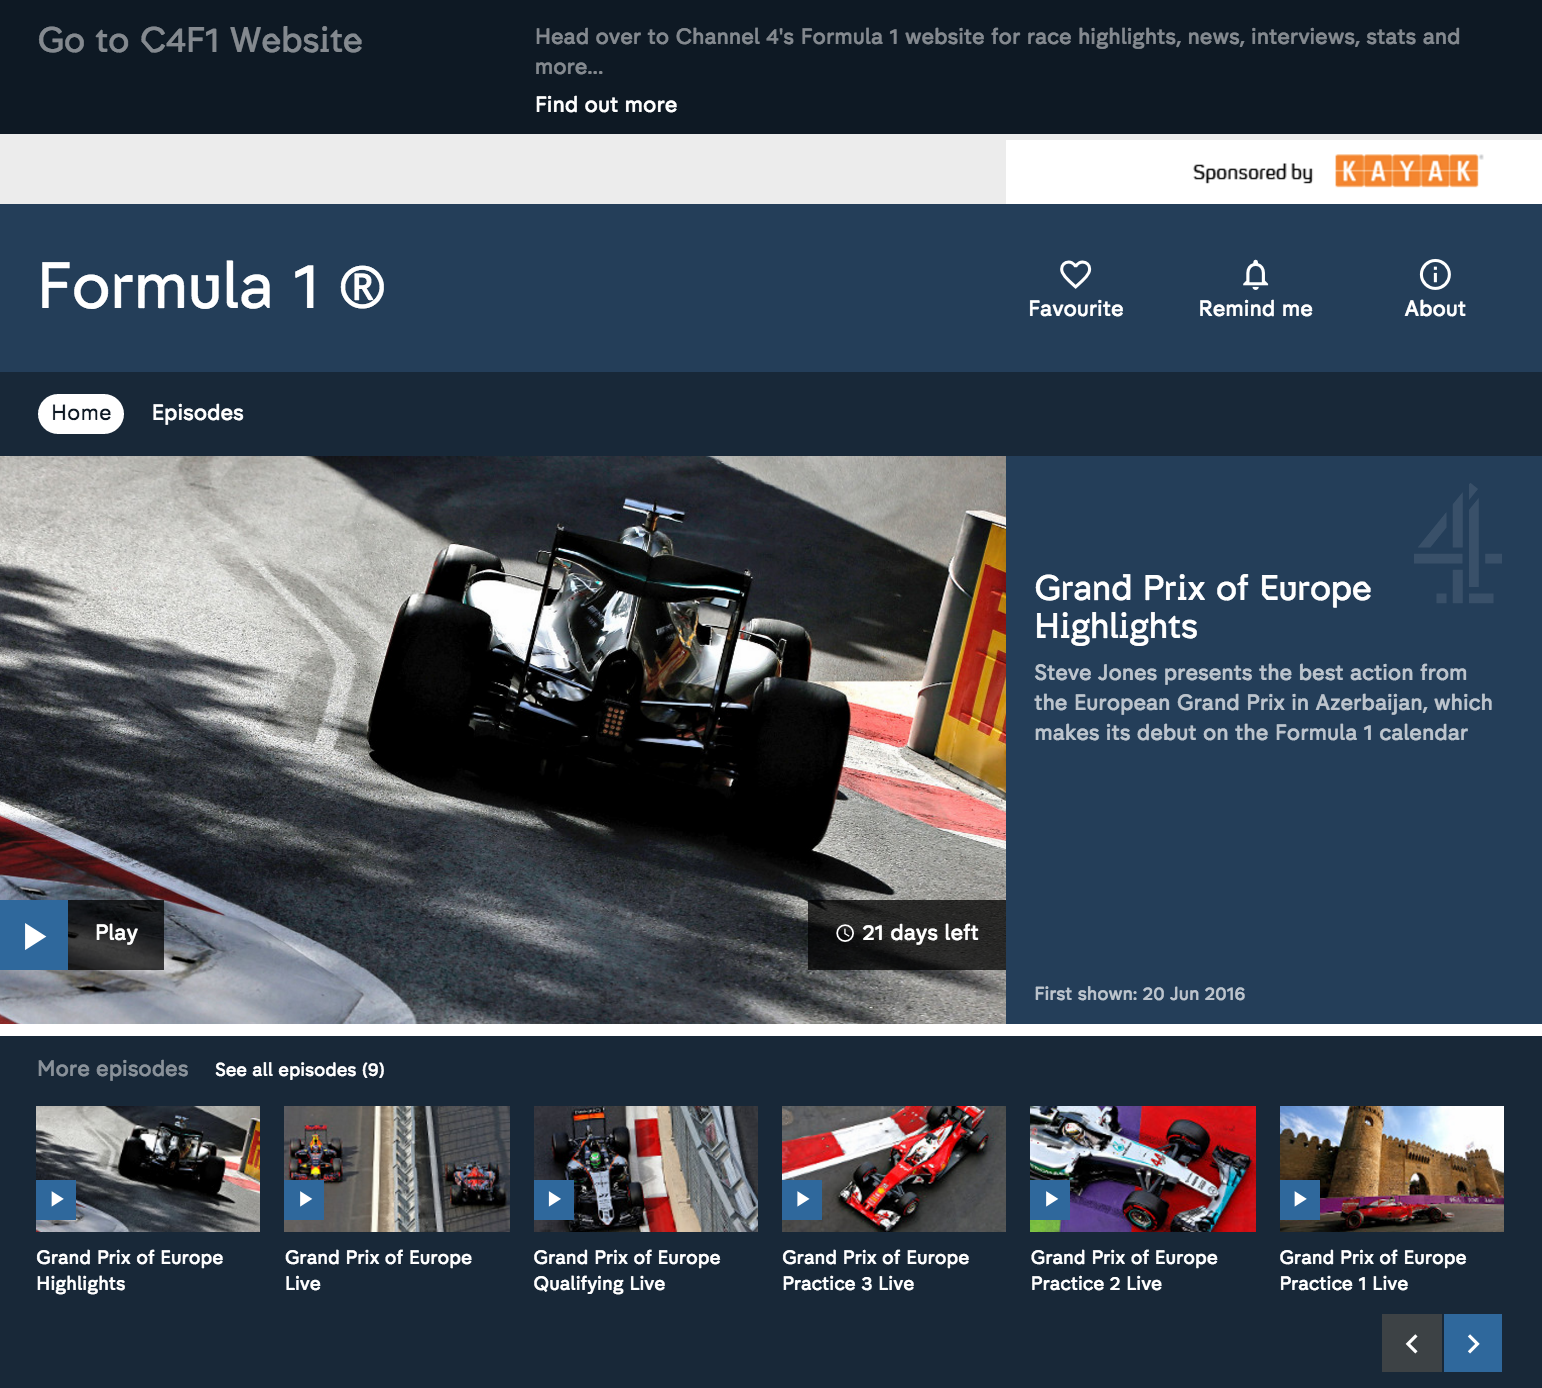 Go to C4F1 Website
Head over to Channel 4's Formula 1 website for race highlights, news, interviews, stats and
more...
Find out more
Sponsored by KAYAK
Formula 1 ®
Favourite
Remind me
About
Home
Episodes
Grand Prix of Europe
Highlights
Steve Jones presents the best action from
the European Grand Prix in Azerbaijan, which
makes its debut on the Formula 1 calendar
Play
21 days left
First shown: 20 Jun 2016
More episodes
See all episodes (9)
Grand Prix of Europe
Highlights
Grand Prix of Europe
Live
Grand Prix of Europe
Qualifying Live
Grand Prix of Europe
Practice 3 Live
Grand Prix of Europe
Practice 2 Live
Grand Prix of Europe
Practice 1 Live